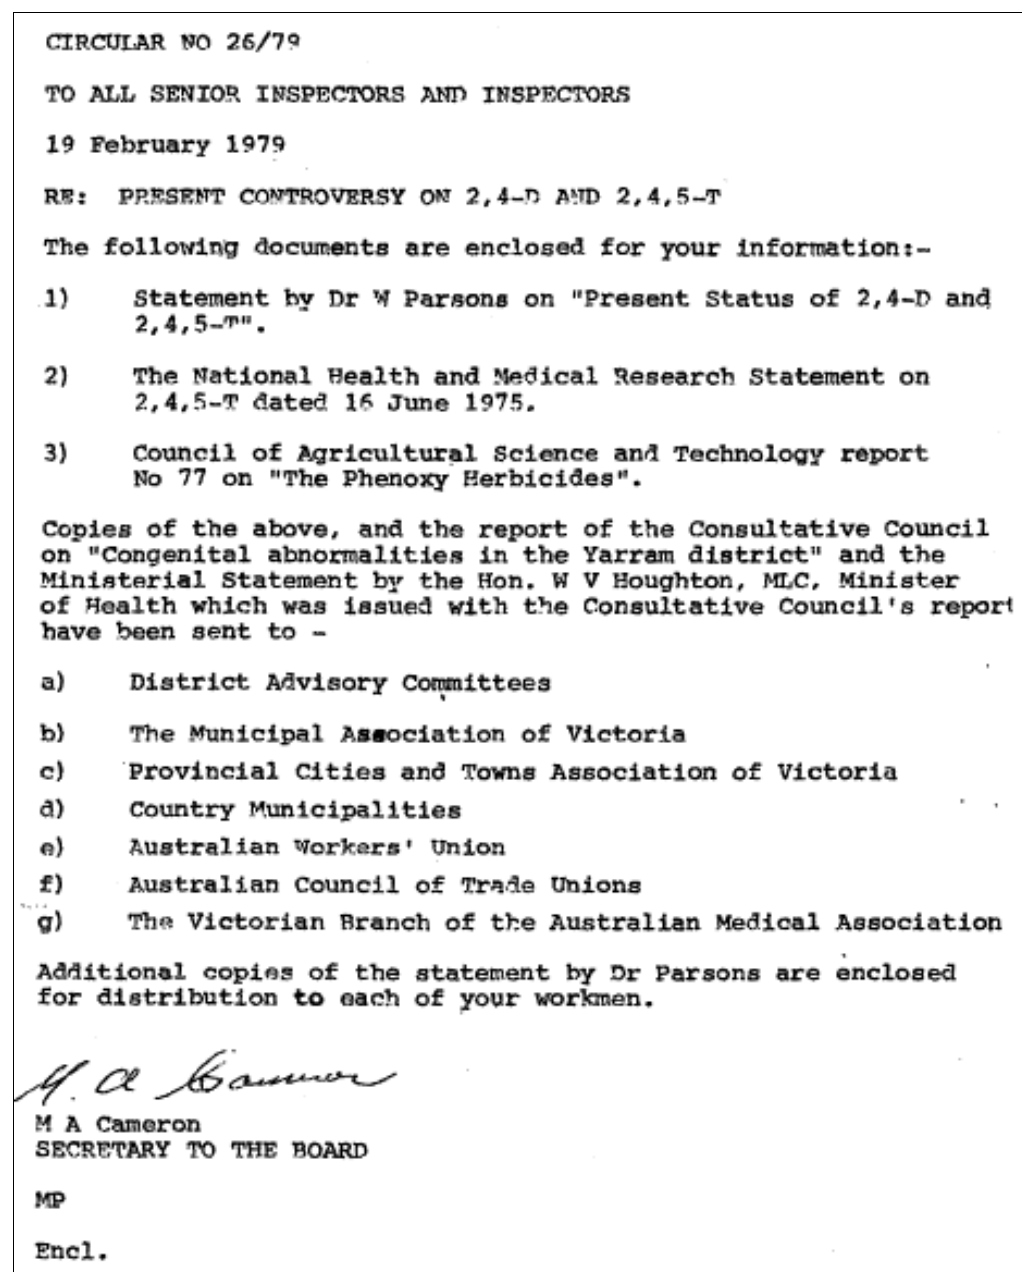 CIRCULAR NO 26/79
TO ALL SENIOR INSPECTORS AND INSPECTORS
19 February 1979
RE: PRESENT CONTROVERSY ON 2,4-D AND 2,4,5-T
The following documents are enclosed for your information:-
1) Statement by Dr W Parsons on "Present Status of 2,4-D and
2,4,5-T".
2) The National Health and Medical Research Statement on
2,4,5-T dated 16 June 1975.
3) Council of Agricultural Science and Technology report
No 77 on "The Phenoxy Herbicides".
Copies of the above, and the report of the Consultative Council
on "Congenital abnormalities in the Yarram district" and the
Ministerial Statement by the Hon. W V Houghton, MLC, Minister
of Health which was issued with the Consultative Council's report
have been sent to -
a) District Advisory Committees
b) The Municipal Association of Victoria
c) Provincial Cities and Towns Association of Victoria
d) Country Municipalities
e) Australian Workers' Union
f) Australian Council of Trade Unions
g) The Victorian Branch of the Australian Medical Association
Additional copies of the statement by Dr Parsons are enclosed
for distribution to each of your workmen.
M. A Cameron
M A Cameron
SECRETARY TO THE BOARD
MP
Encl.